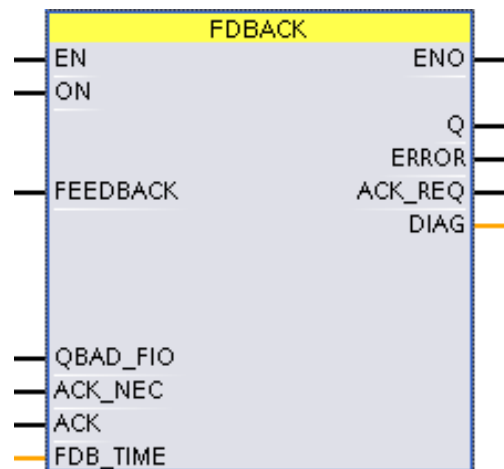 FDBACK
EN ENO
ON
Q
ERROR
FEEDBACK ACK_REQ
DIAG
QBAD_FIO
ACK_NEC
ACK
FDB_TIME